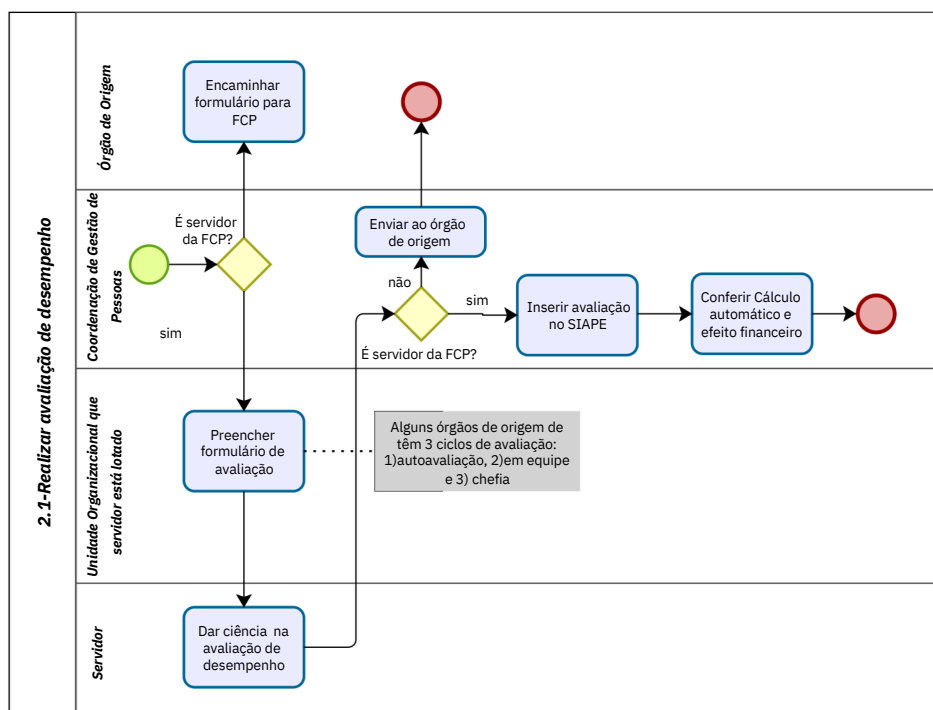 2.1-Realizar avaliação de desempenho
Órgão de Origem
Encaminhar
formulário para
FCP
Coordenação de Gestão de
Pessoas
É servidor
da FCP?
sim
Enviar ao órgão
de origem
não
sim
É servidor da FCP?
Inserir avaliação
no SIAPE
Conferir Cálculo
automático e
efeito financeiro
Unidade Organizacional que
servidor está lotado
Preencher
formulário de
avaliação
Alguns órgãos de origem de
têm 3 ciclos de avaliação:
1)autoavaliação, 2)em equipe
e 3) chefia
Servidor
Dar ciência na
avaliação de
desempenho